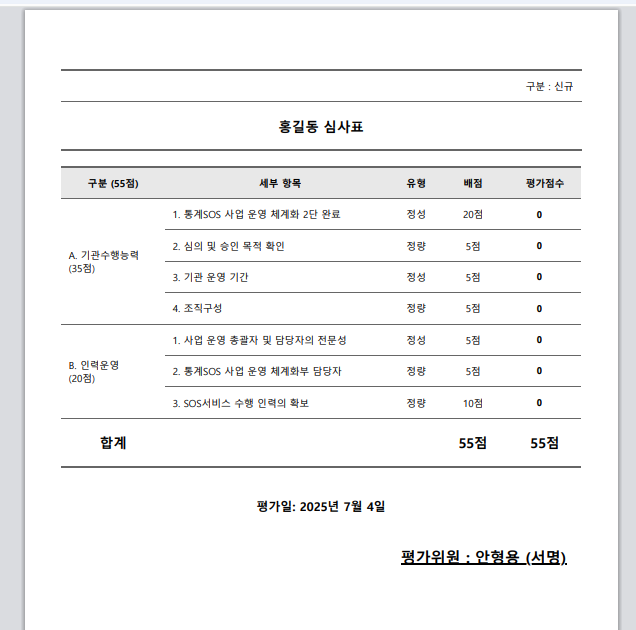 구분 : 신규
홍길동 심사표
구분 (55점) 세부 항목 유형 배점 평가점수
A. 기관수행능력
(35점)
1. 통계SOS 사업 운영 체계화 2단 완료 정성 20점 0
2. 심의 및 승인 목적 확인 정량 5점 0
3. 기관 운영 기간 정성 5점 0
4. 조직구성 정량 5점 0
B. 인력운영
(20점)
1. 사업 운영 총괄자 및 담당자의 전문성 정성 5점 0
2. 통계SOS 사업 운영 체계화부 담당자 정량 5점 0
3. SOS서비스 수행 인력의 확보 정량 10점 0
합계 55점 55점
평가일: 2025년 7월 4일
평가위원 : 안형용 (서명)